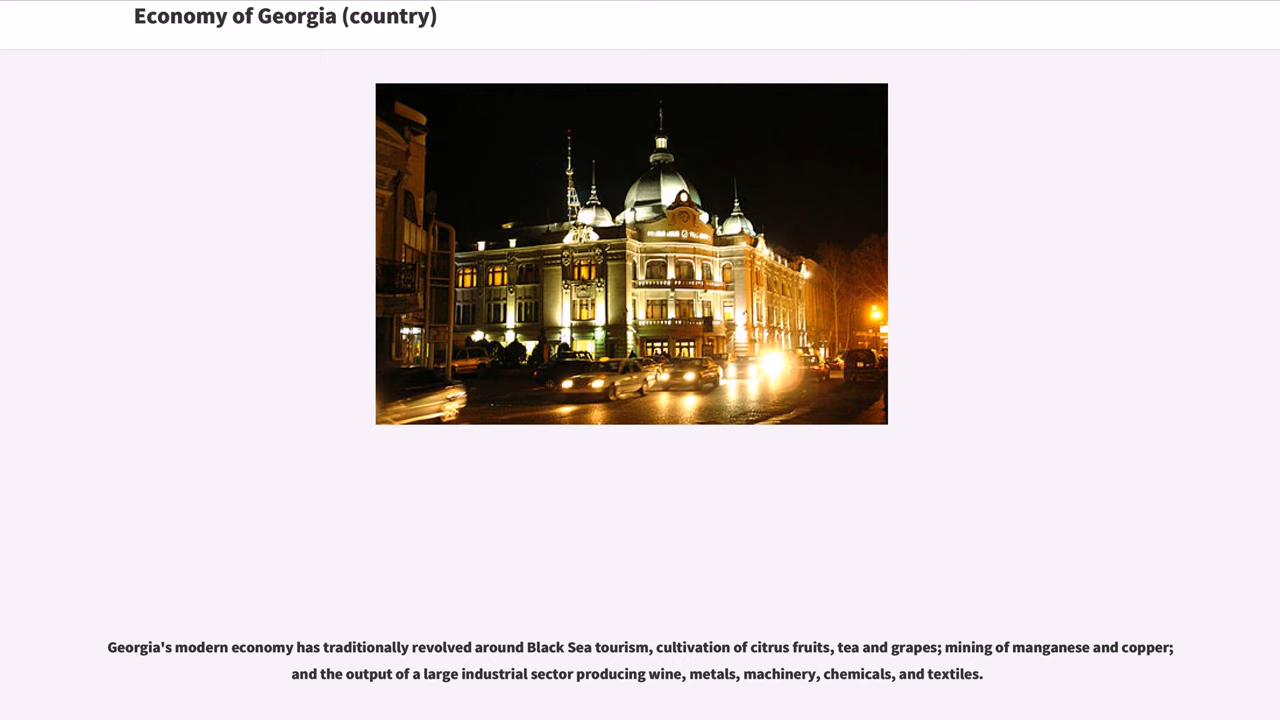 Economy of Georgia (country)
Georgia's modern economy has traditionally revolved around Black Sea tourism, cultivation of citrus fruits, tea and grapes; mining of manganese and copper;
and the output of a large industrial sector producing wine, metals, machinery, chemicals, and textiles.